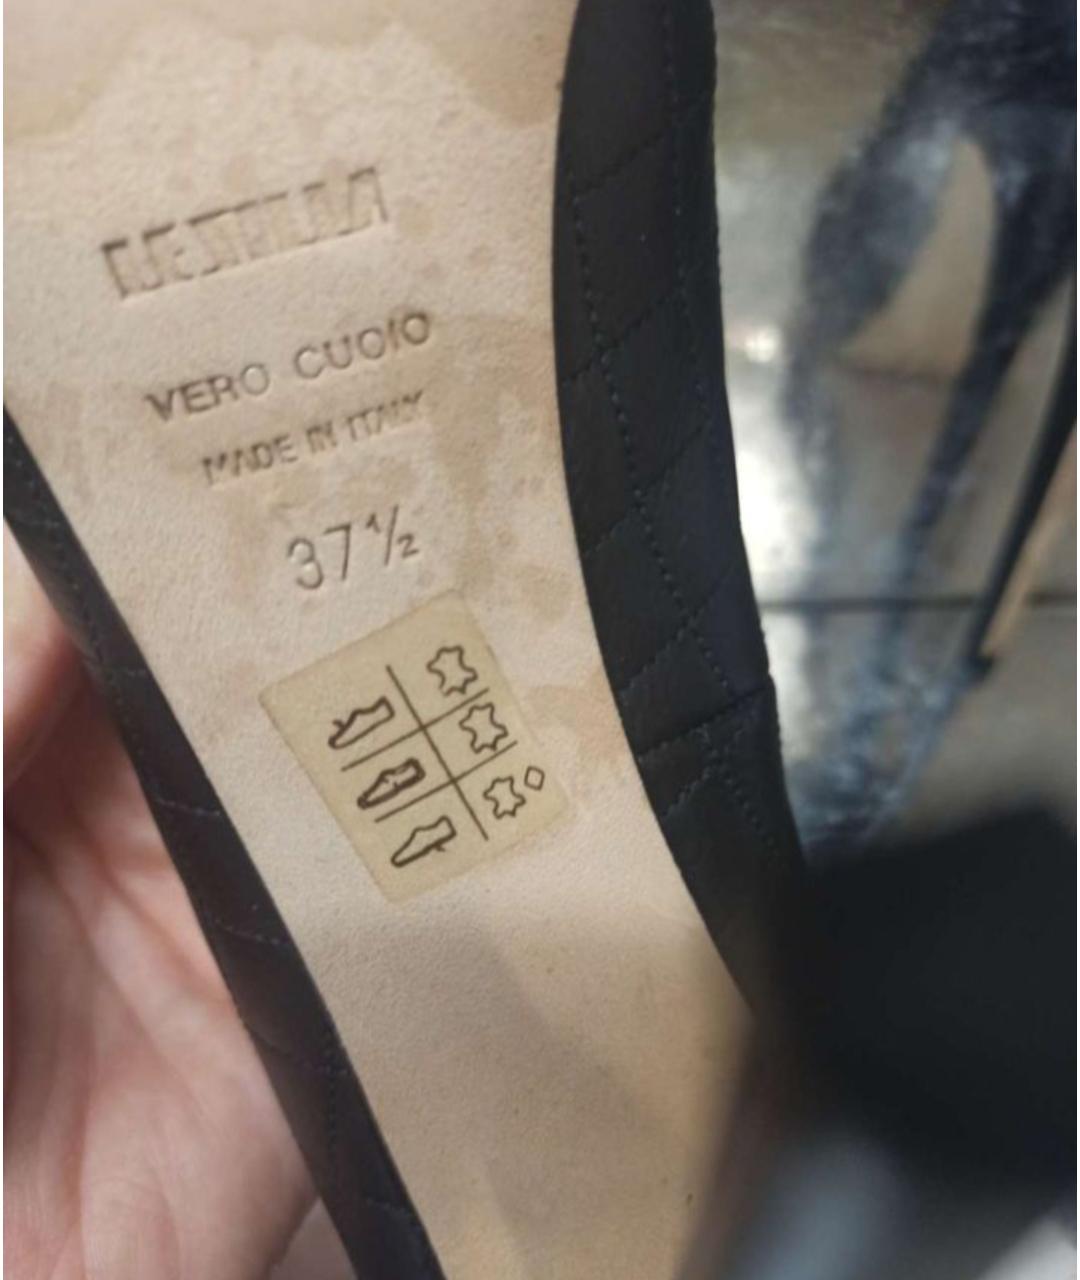 VERO CUOIO
MADE IN ITALY
37½